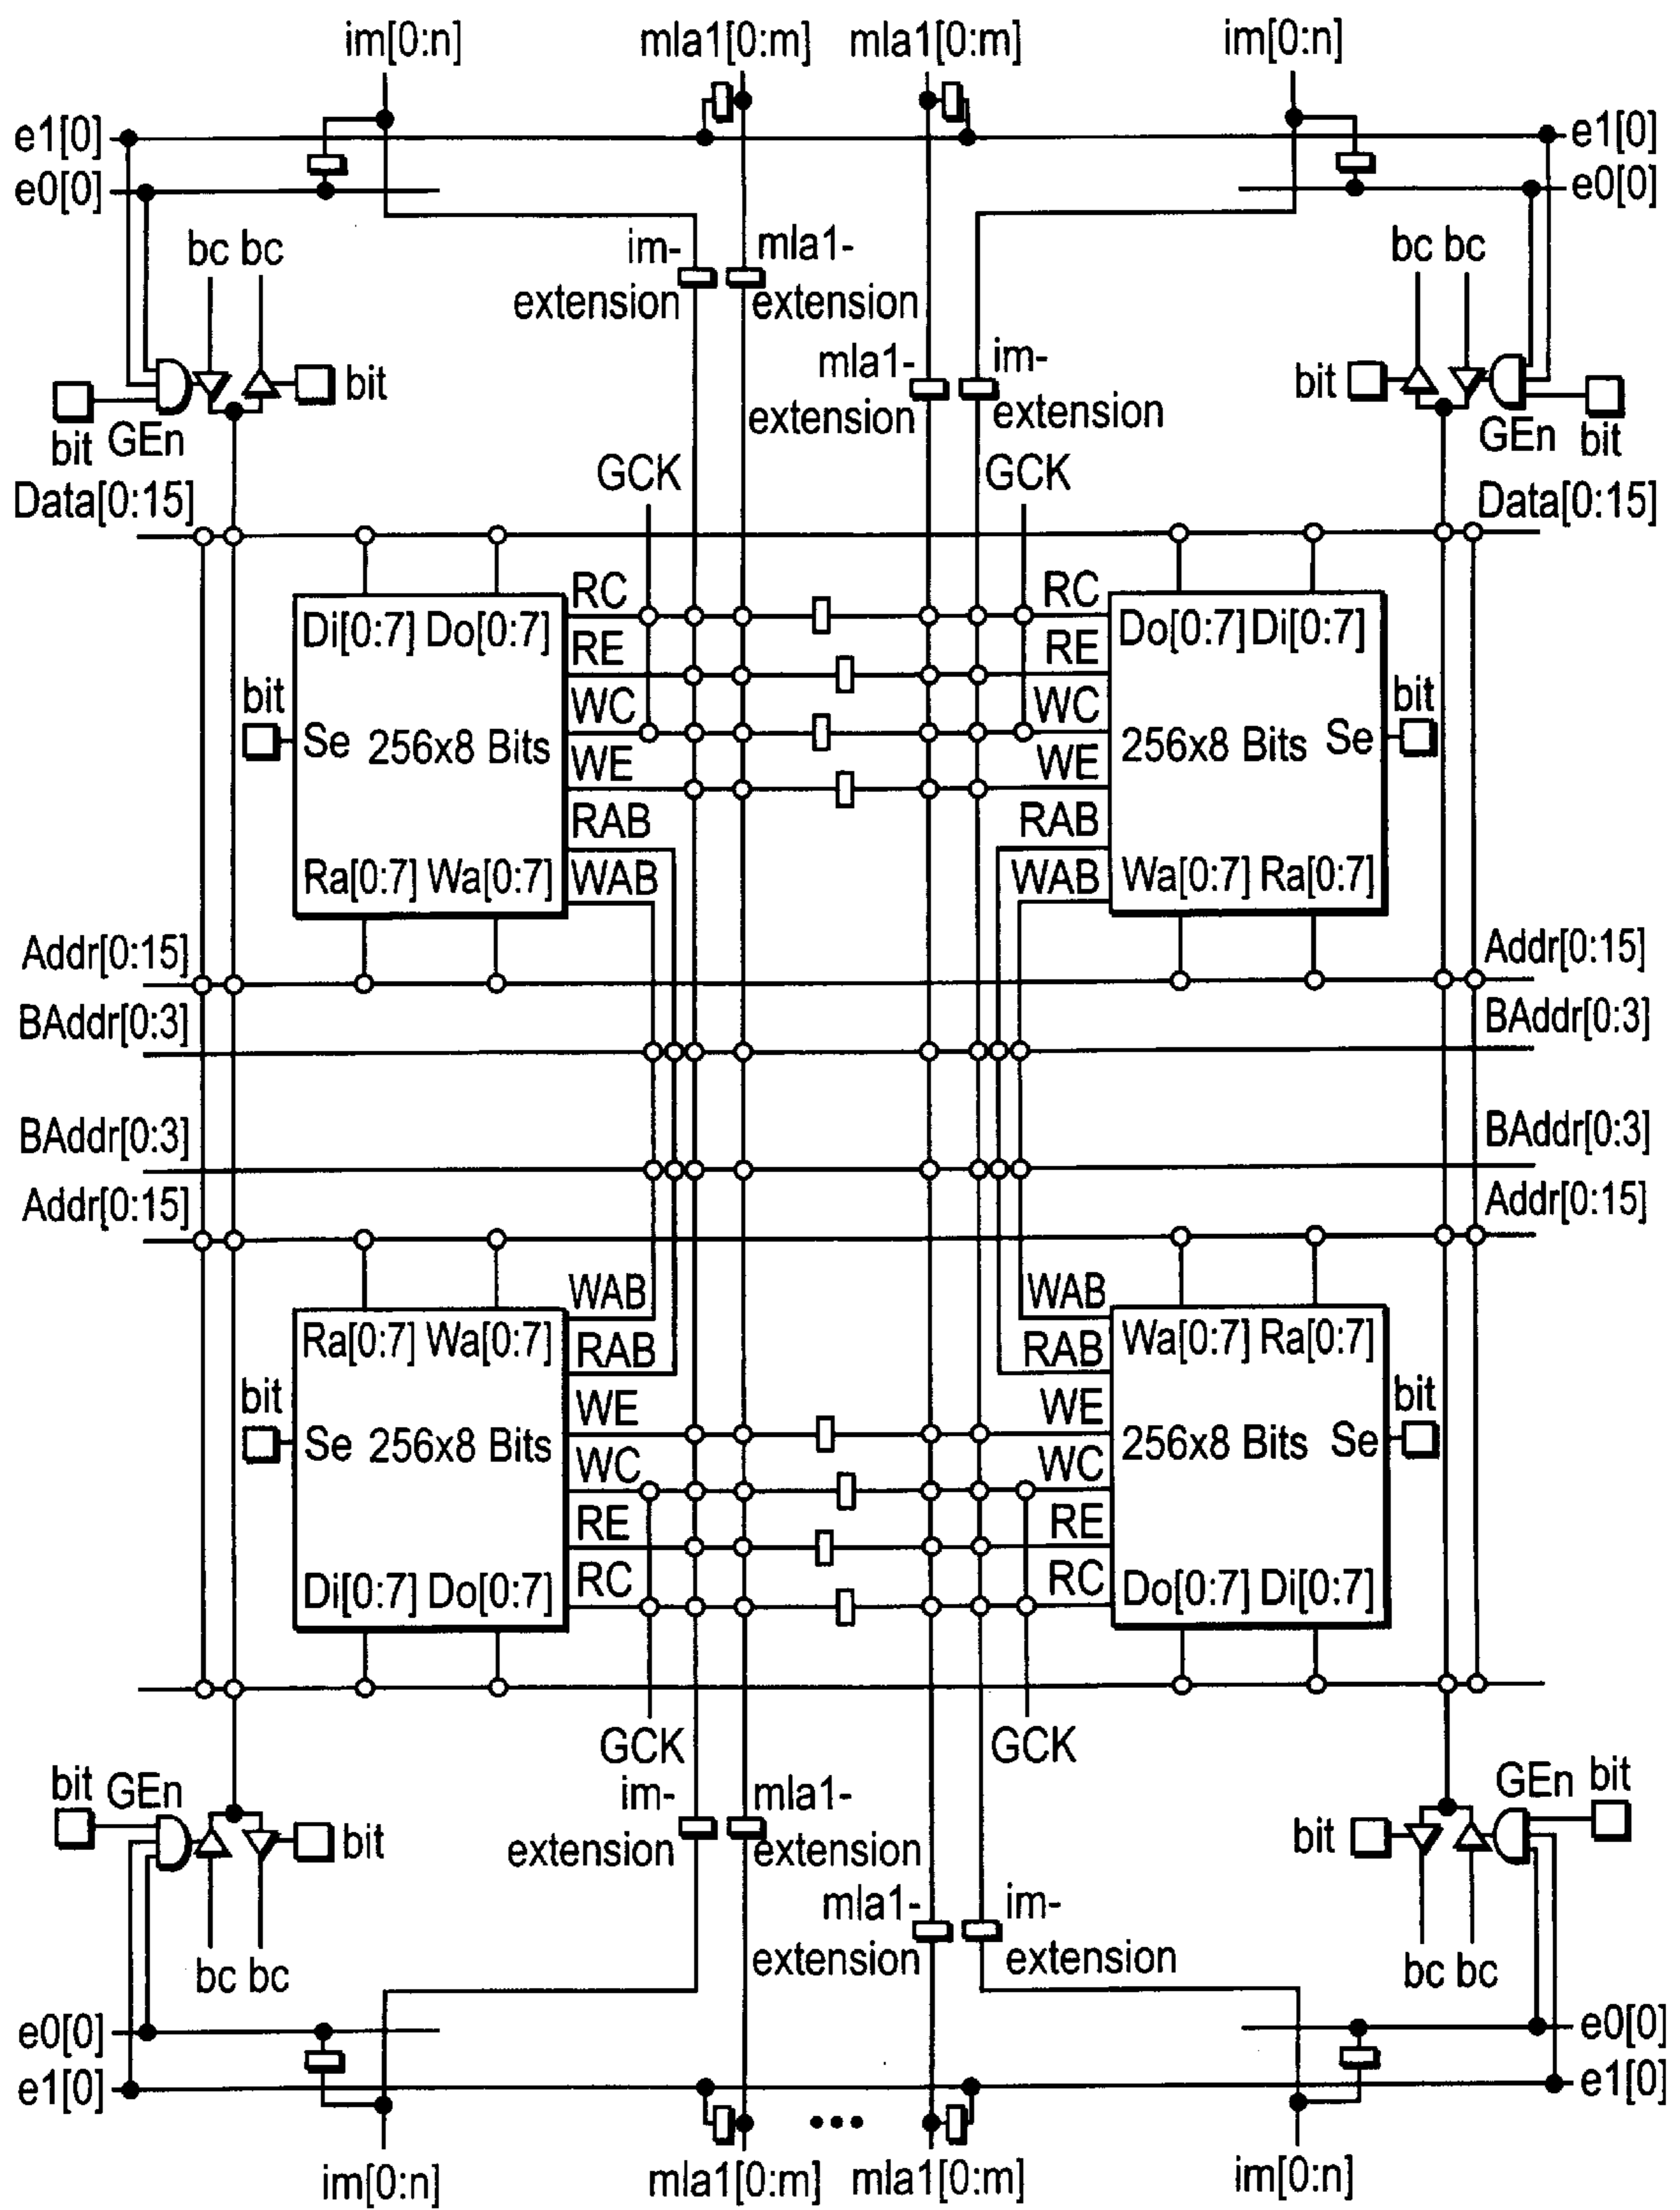 im[0:n] mla1[0:m] mla1[0:m] im[0:n]
e1[0] e1[0]
e0[0] e0[0]
bc bc im- mla1- bc bc
extension extension
mla1- im-
bit bit
extension extension
bit GEn GEn bit
GCK GCK
Data[0:15] Data[0:15]
RC RC
Di[0:7] Do[0:7] Do[0:7] Di[0:7]
RE RE
bit WC WC bit
Se 256x8 Bits 256x8 Bits Se
WE WE
RAB RAB
Ra[0:7] Wa[0:7] WAB WAB Wa[0:7] Ra[0:7]
Addr[0:15] Addr[0:15]
BAddr[0:3] BAddr[0:3]
BAddr[0:3] BAddr[0:3]
Addr[0:15] Addr[0:15]
WAB WAB
Ra[0:7] Wa[0:7] RAB RAB Wa[0:7] Ra[0:7]
bit WE WE bit
Se 256x8 Bits 256x8 Bits Se
WC WC
RE RE
Di[0:7] Do[0:7] RC RC Do[0:7] Di[0:7]
GCK GCK
bit GEn im- mla1- GEn bit
bit extension extension bit
mla1- im-
extension extension
bc bc bc bc
e0[0] e0[0]
e1[0] e1[0]
•••
im[0:n] mla1[0:m] mla1[0:m] im[0:n]